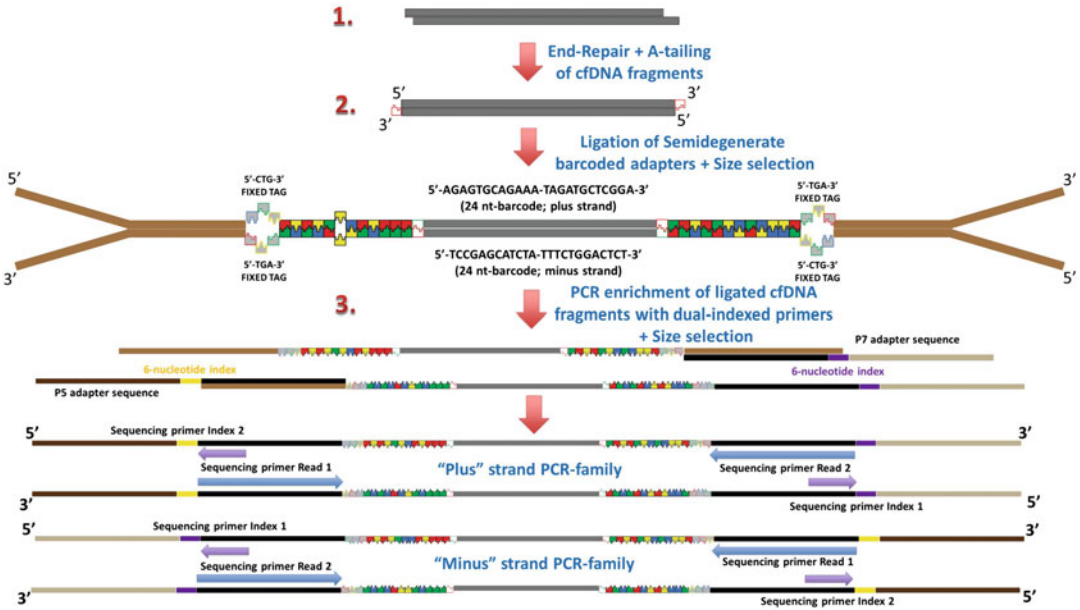 1.
End-Repair + A-tailing
of cfDNA fragments
5’
3’
2.
3’
5’
Ligation of Semidegenerate
barcoded adapters + Size selection
5’
3’
5’-CTG-3’
FIXED TAG
5’-AGAGTGCAGAAA-TAGATGCTCGGA-3’
(24 nt-barcode; plus strand)
5’-TGA-3’
FIXED TAG
5’-TGA-3’
FIXED TAG
5’-TCCGAGCATCTA-TTTCTGGACTCT-3’
(24 nt-barcode; minus strand)
5’-CTG-3’
FIXED TAG
3’
5’
3.
PCR enrichment of ligated cfDNA
fragments with dual-indexed primers
+ Size selection
P7 adapter sequence
6-nucleotide index
6-nucleotide index
P5 adapter sequence
5’
3’
Sequencing primer Index 2
Sequencing primer Read 1
“Plus” strand PCR-family
Sequencing primer Read 2
3’
5’
Sequencing primer Index 1
Sequencing primer Index 1
5’
3’
Sequencing primer Read 2
“Minus” strand PCR-family
Sequencing primer Read 1
3’
5’
Sequencing primer Index 2